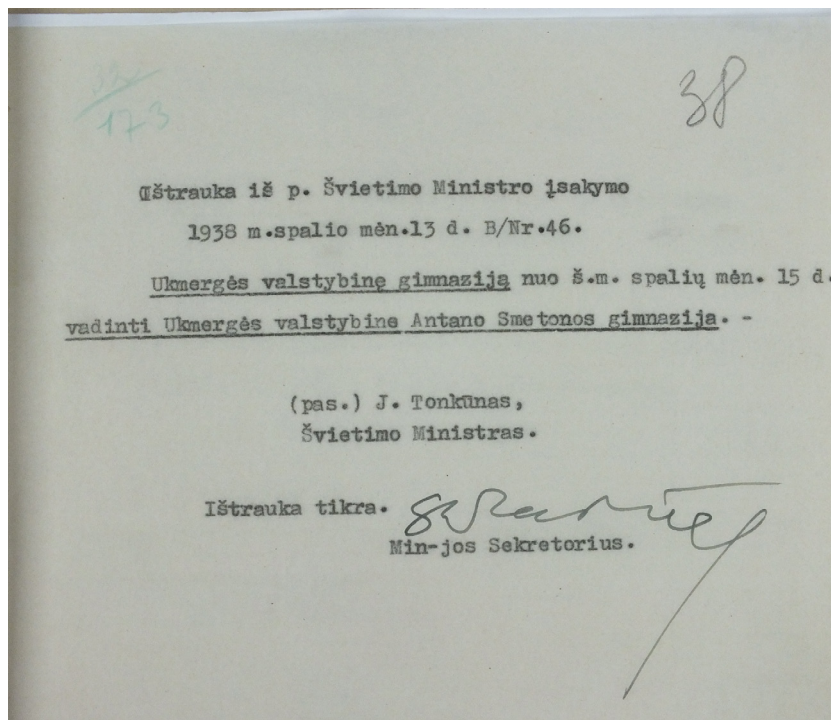 173
38
Ištrauka iš p. Švietimo Ministro įsakymo
1938 m.spalio mėn.13 d. B/Nr.46.
Ukmergės valstybinę gimnaziją nuo š.m. spalių mėn. 15 d.
vadinti Ukmergės valstybine Antano Smetonos gimnazija. -
(pas.) J. Tonkūnas,
Švietimo Ministras.
Ištrauka tikra.
Min-jos Sekretorius.